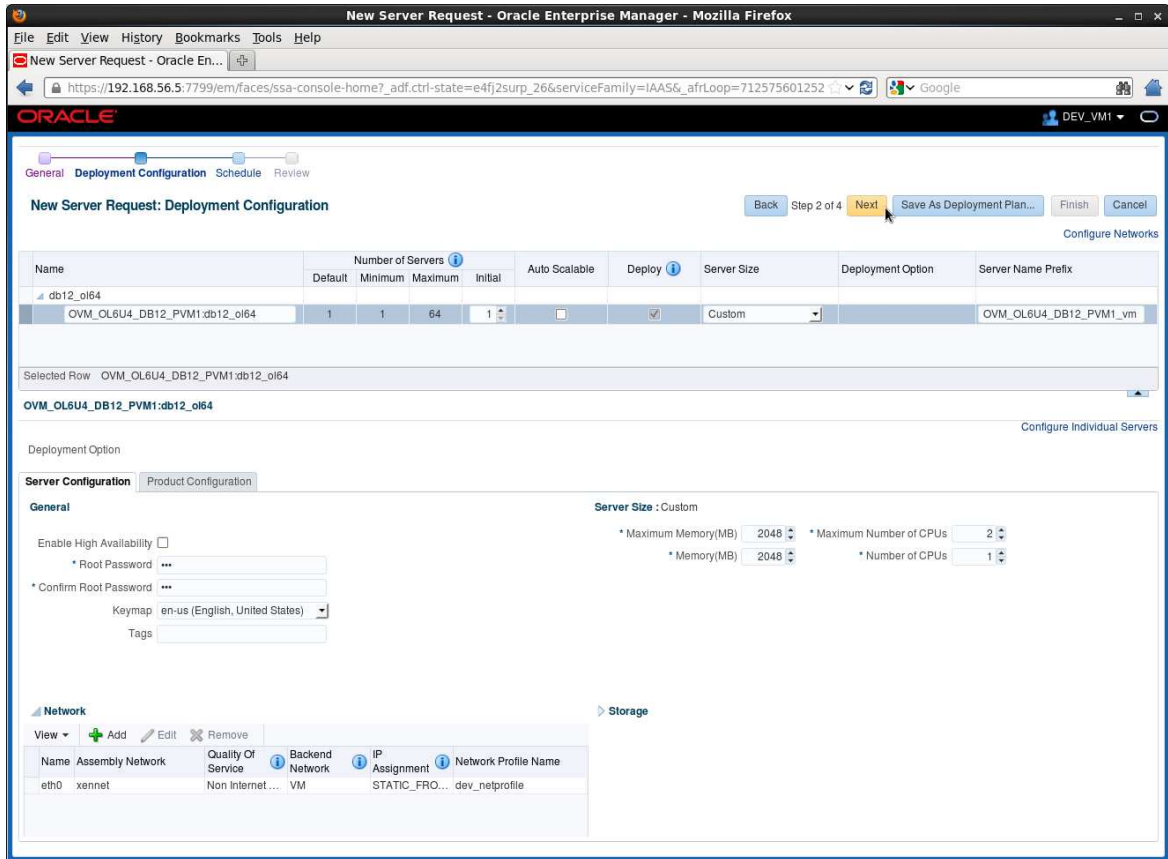 New Server Request - Oracle Enterprise Manager - Mozilla Firefox
File Edit View History Bookmarks Tools Help
New Server Request - Oracle En...
https://192.168.56.5:7799/em/faces/ssa-console-home?_adf.ctrl-state=e4fj2surp_26&serviceFamily=IAAS&_afrLoop=712575601252 Google
ORACLE DEV_VM1
General Deployment Configuration Schedule Review
New Server Request: Deployment Configuration Back Step 2 of 4 Next Save As Deployment Plan... Finish Cancel
Configure Networks
Name Number of Servers Auto Scalable Deploy Server Size Deployment Option Server Name Prefix
Default Minimum Maximum Initial
db12_ol64
OVM_OL6U4_DB12_PVM1:db12_ol64 1 1 64 1 Custom OVM_OL6U4_DB12_PVM1_vm
Selected Row OVM_OL6U4_DB12_PVM1:db12_ol64
OVM_OL6U4_DB12_PVM1:db12_ol64
Configure Individual Servers
Deployment Option
Server Configuration Product Configuration
General Server Size : Custom
* Maximum Memory(MB) 2048 * Maximum Number of CPUs 2
Enable High Availability
* Memory(MB) 2048 * Number of CPUs 1
* Root Password •••
* Confirm Root Password •••
Keymap en-us (English, United States)
Tags
Network Storage
View Add Edit Remove
Name Assembly Network Quality Of Service Backend Network IP Assignment Network Profile Name
eth0 xennet Non Internet ... VM STATIC_FRO... dev_netprofile